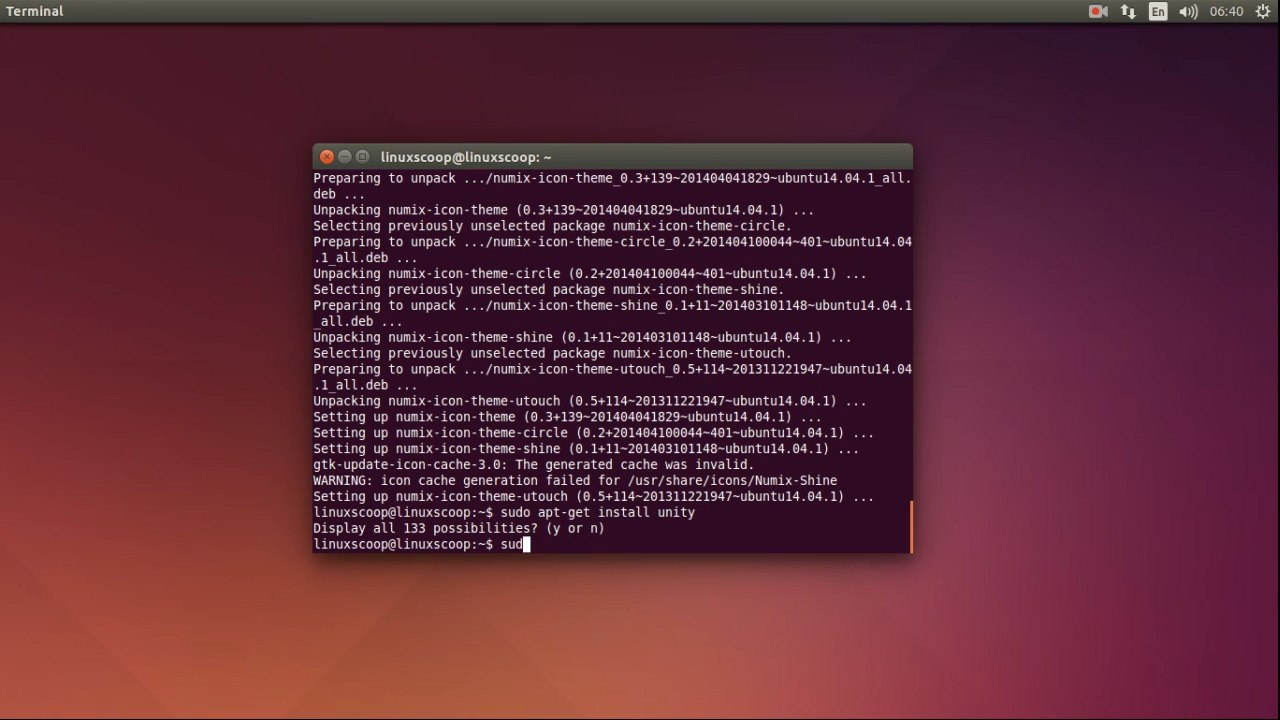 Terminal
En
06:40
linuxscoop@linuxscoop: ~
Preparing to unpack .../numix-icon-theme_0.3+139~201404041829~ubuntu14.04.1_all.
deb ...
Unpacking numix-icon-theme (0.3+139~201404041829~ubuntu14.04.1) ...
Selecting previously unselected package numix-icon-theme-circle.
Preparing to unpack .../numix-icon-theme-circle_0.2+201404100044~401~ubuntu14.04
.1_all.deb ...
Unpacking numix-icon-theme-circle (0.2+201404100044~401~ubuntu14.04.1) ...
Selecting previously unselected package numix-icon-theme-shine.
Preparing to unpack .../numix-icon-theme-shine_0.1+11~201403101148~ubuntu14.04.1
_all.deb ...
Unpacking numix-icon-theme-shine (0.1+11~201403101148~ubuntu14.04.1) ...
Selecting previously unselected package numix-icon-theme-utouch.
Preparing to unpack .../numix-icon-theme-utouch_0.5+114~201311221947~ubuntu14.04
.1_all.deb ...
Unpacking numix-icon-theme-utouch (0.5+114~201311221947~ubuntu14.04.1) ...
Setting up numix-icon-theme (0.3+139~201404041829~ubuntu14.04.1) ...
Setting up numix-icon-theme-circle (0.2+201404100044~401~ubuntu14.04.1) ...
Setting up numix-icon-theme-shine (0.1+11~201403101148~ubuntu14.04.1) ...
gtk-update-icon-cache-3.0: The generated cache was invalid.
WARNING: icon cache generation failed for /usr/share/icons/Numix-Shine
Setting up numix-icon-theme-utouch (0.5+114~201311221947~ubuntu14.04.1) ...
linuxscoop@linuxscoop:~$ sudo apt-get install unity
Display all 133 possibilities? (y or n)
linuxscoop@linuxscoop:~$ sud